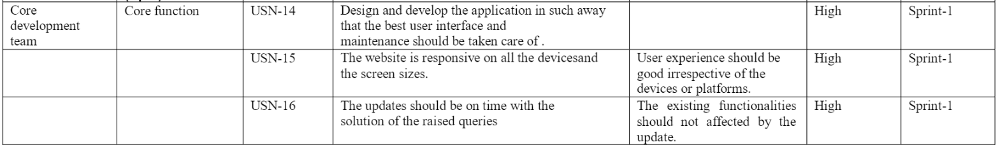 Core Core function USN-14 Design and develop the application in such away High Sprint-1
development that the best user interface and
team maintenance should be taken care of .
USN-15 The website is responsive on all the devicesand User experience should be High Sprint-1
the screen sizes. good irrespective of the
devices or platforms.
USN-16 The updates should be on time with the The existing functionalities High Sprint-1
solution of the raised queries should not affected by the
update.